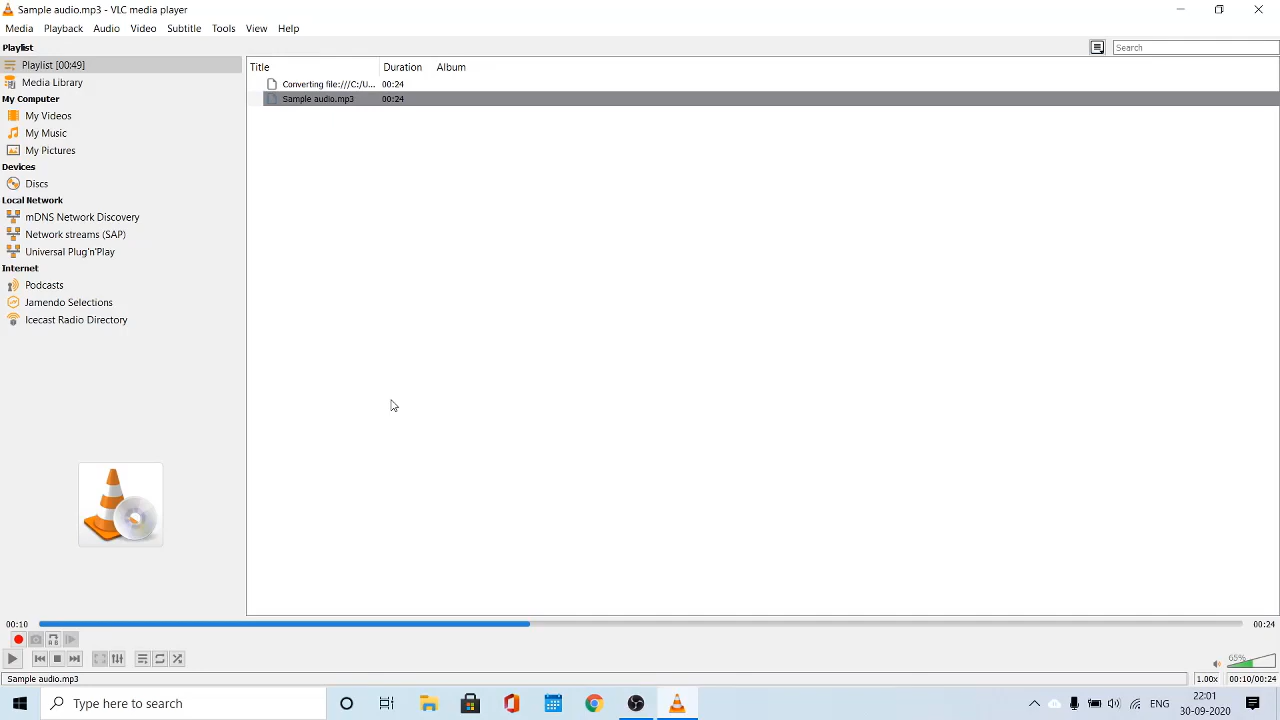 Sample audio.mp3 - VLC media player
Media Playback Audio Video Subtitle Tools View Help
Playlist
Search
Playlist [00:49]
Media Library
My Computer
My Videos
My Music
My Pictures
Devices
Discs
Local Network
mDNS Network Discovery
Network streams (SAP)
Universal Plug'n'Play
Internet
Podcasts
Jamendo Selections
Icecast Radio Directory
Title Duration Album
Converting file:///C:/U... 00:24
Sample audio.mp3 00:24
00:10 00:24
A B
65%
Sample audio.mp3 1.00x 00:10/00:24
Type here to search
ENG
22:01
30-09-2020